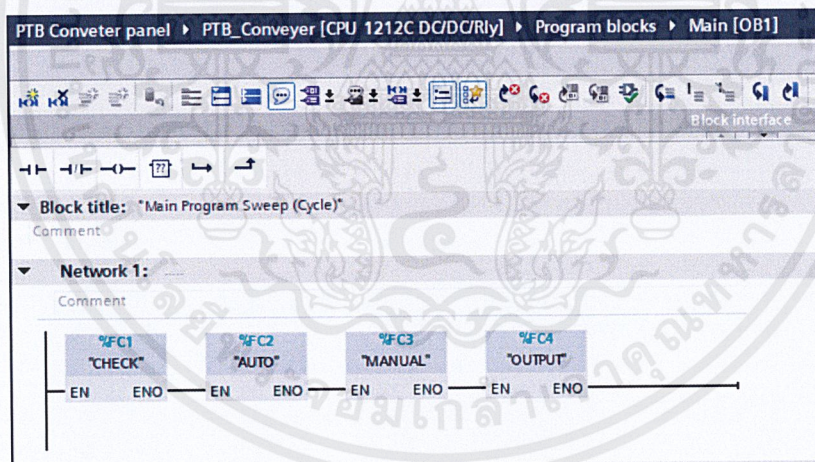 PTB Conveter panel ▸ PTB_Conveyer [CPU 1212C DC/DC/Rly] ▸ Program blocks ▸ Main [OB1]
Block interface
??
Block title: "Main Program Sweep (Cycle)"
Comment
Network 1: .....
Comment
%FC1 %FC2 %FC3 %FC4
"CHECK" "AUTO" "MANUAL" "OUTPUT"
EN ENO EN ENO EN ENO EN ENO